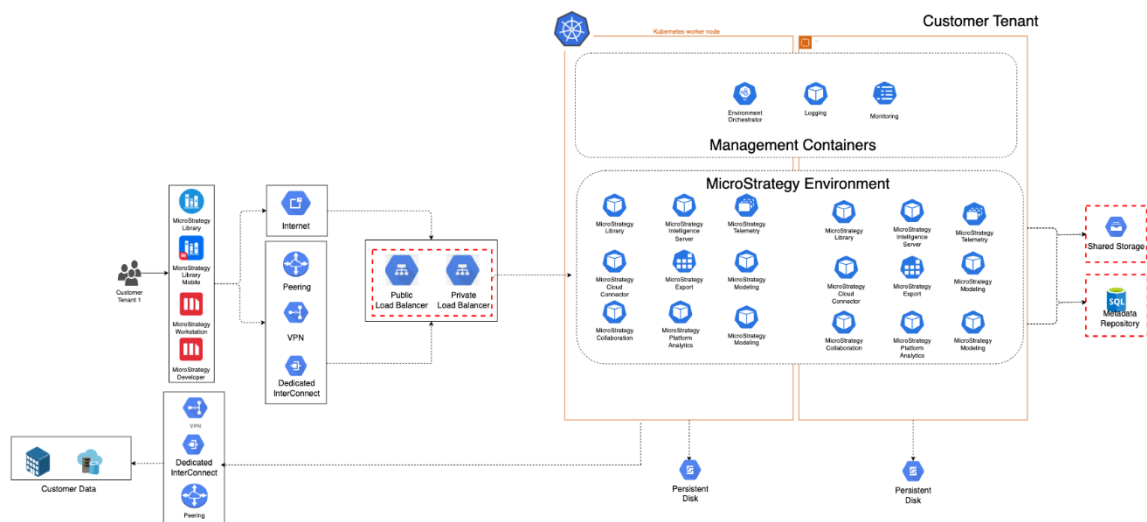 Customer Tenant
Kubernetes worker node
Environment
Orchestrator
Logging
Monitoring
Management Containers
MicroStrategy Environment
MicroStrategy
Library
MicroStrategy
Intelligence
Server
MicroStrategy
Telemetry
MicroStrategy
Cloud
Connector
MicroStrategy
Export
MicroStrategy
Modeling
MicroStrategy
Collaboration
MicroStrategy
Platform
Analytics
MicroStrategy
Modeling
MicroStrategy
Library
MicroStrategy
Intelligence
Server
MicroStrategy
Telemetry
MicroStrategy
Cloud
Connector
MicroStrategy
Export
MicroStrategy
Modeling
MicroStrategy
Collaboration
MicroStrategy
Platform
Analytics
MicroStrategy
Modeling
Shared Storage
SQL
Metadata
Repository
Customer
Tenant 1
MicroStrategy
Library
MicroStrategy
Library
Mobile
MicroStrategy
Workstation
MicroStrategy
Developer
Internet
Peering
VPN
Dedicated
InterConnect
Public
Load Balancer
Private
Load Balancer
Persistent
Disk
Persistent
Disk
VPN
Dedicated
InterConnect
Peering
Customer Data